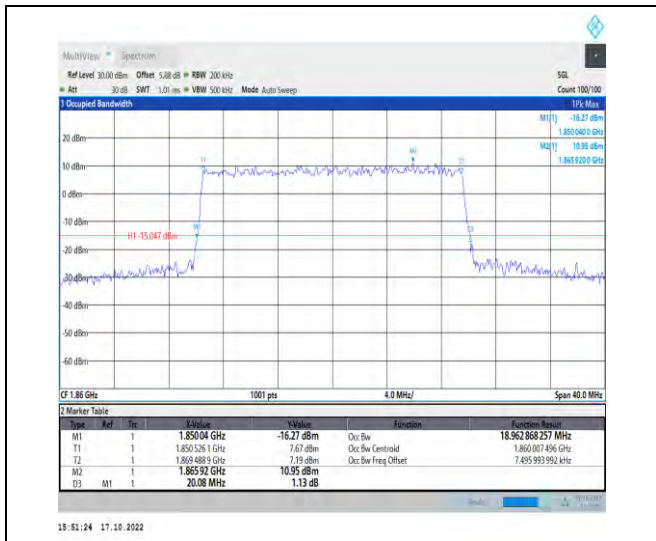 MultiView Spectrum
Ref Level 30.00 dBm Offset 5.88 dB RBW 200 kHz SGL
Att 30 dB SWT 1.01 ms VBW 500 kHz Mode Auto Sweep Count 100/100
1 Occupied Bandwidth 1Pk Max
M1[1] -16.27 dBm
1.850 040 0 GHz
M2[1] 10.95 dBm
1.865 920 0 GHz
20 dBm
10 dBm
0 dBm
-10 dBm
H1 -15.047 dBm
-20 dBm
-30 dBm
-40 dBm
-50 dBm
-60 dBm
T1 M2 T2
M1 D3
CF 1.86 GHz 1001 pts 4.0 MHz/ Span 40.0 MHz
2 Marker Table
Type Ref Trc X-Value Y-Value Function Function Result
M1 1 1.85004 GHz -16.27 dBm Occ Bw 18.962 868 257 MHz
T1 1 1.850 526 1 GHz 7.67 dBm Occ Bw Centroid 1.860 007 496 GHz
T2 1 1.869 488 9 GHz 7.19 dBm Occ Bw Freq Offset 7.495 993 992 kHz
M2 1 1.865 92 GHz 10.95 dBm
D3 M1 1 20.08 MHz 1.13 dB
15:51:24 17.10.2022